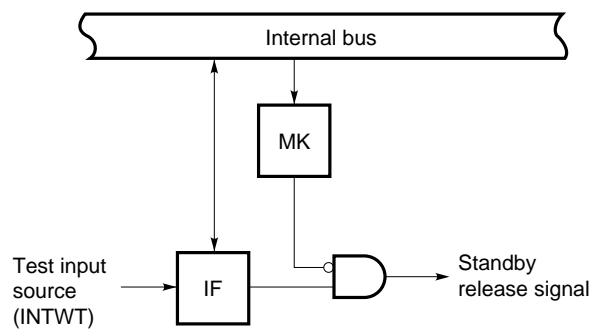 Internal bus
MK
Test input
source
(INTWT)
IF
Standby
release signal